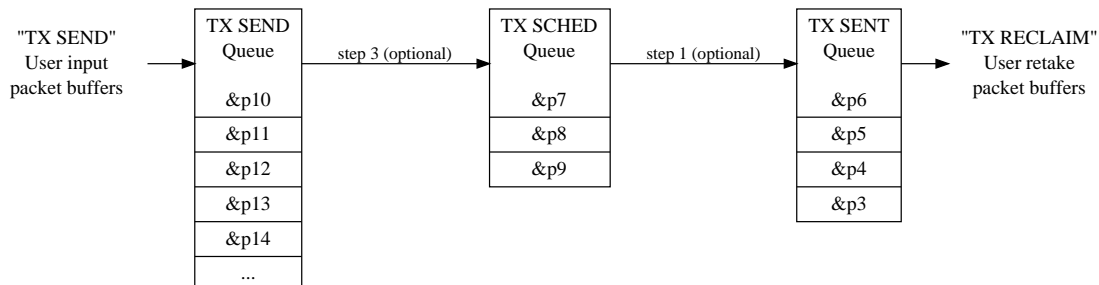 "TX SEND"
User input
packet buffers
TX SEND
Queue
&p10
&p11
&p12
&p13
&p14
...
step 3 (optional)
TX SCHED
Queue
&p7
&p8
&p9
step 1 (optional)
TX SENT
Queue
&p6
&p5
&p4
&p3
"TX RECLAIM"
User retake
packet buffers